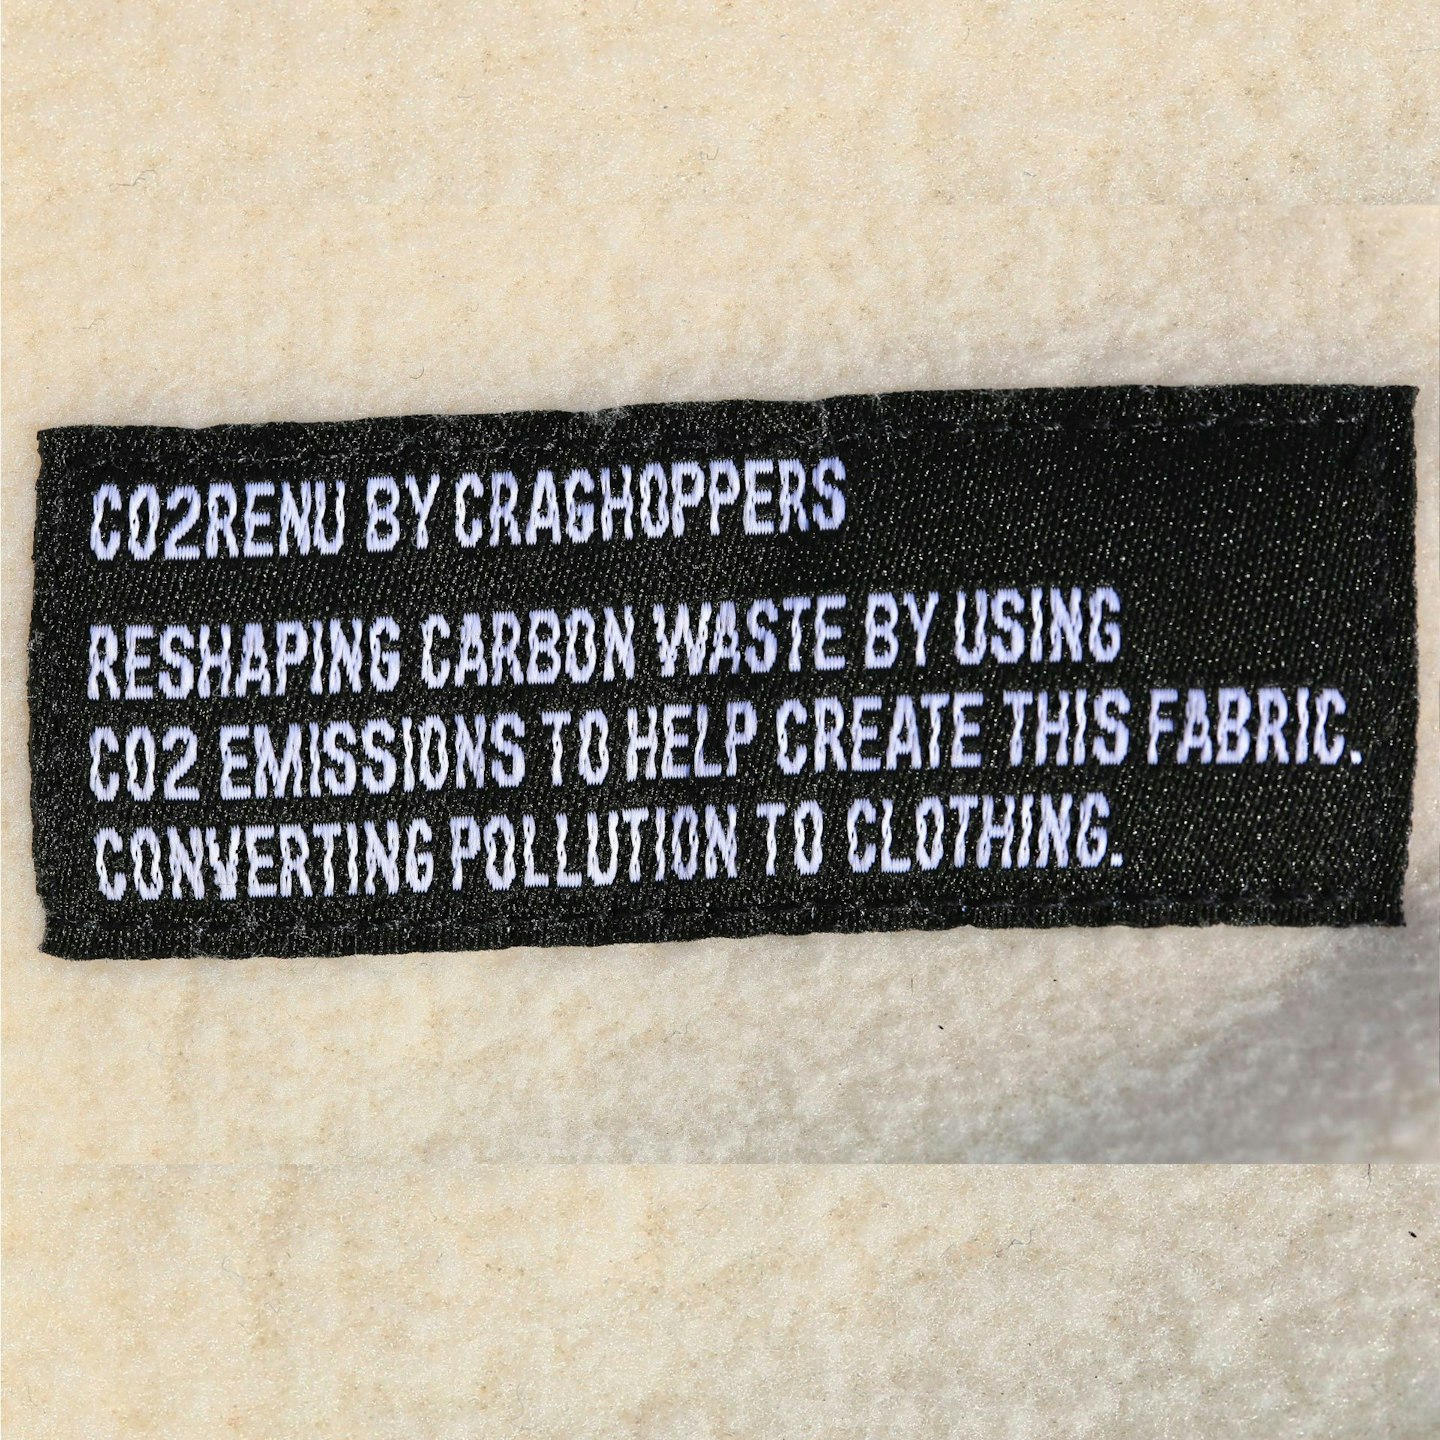 CO2RENU BY CRAGHOPPERS
RESHAPING CARBON WASTE BY USING
CO2 EMISSIONS TO HELP CREATE THIS FABRIC.
CONVERTING POLLUTION TO CLOTHING.